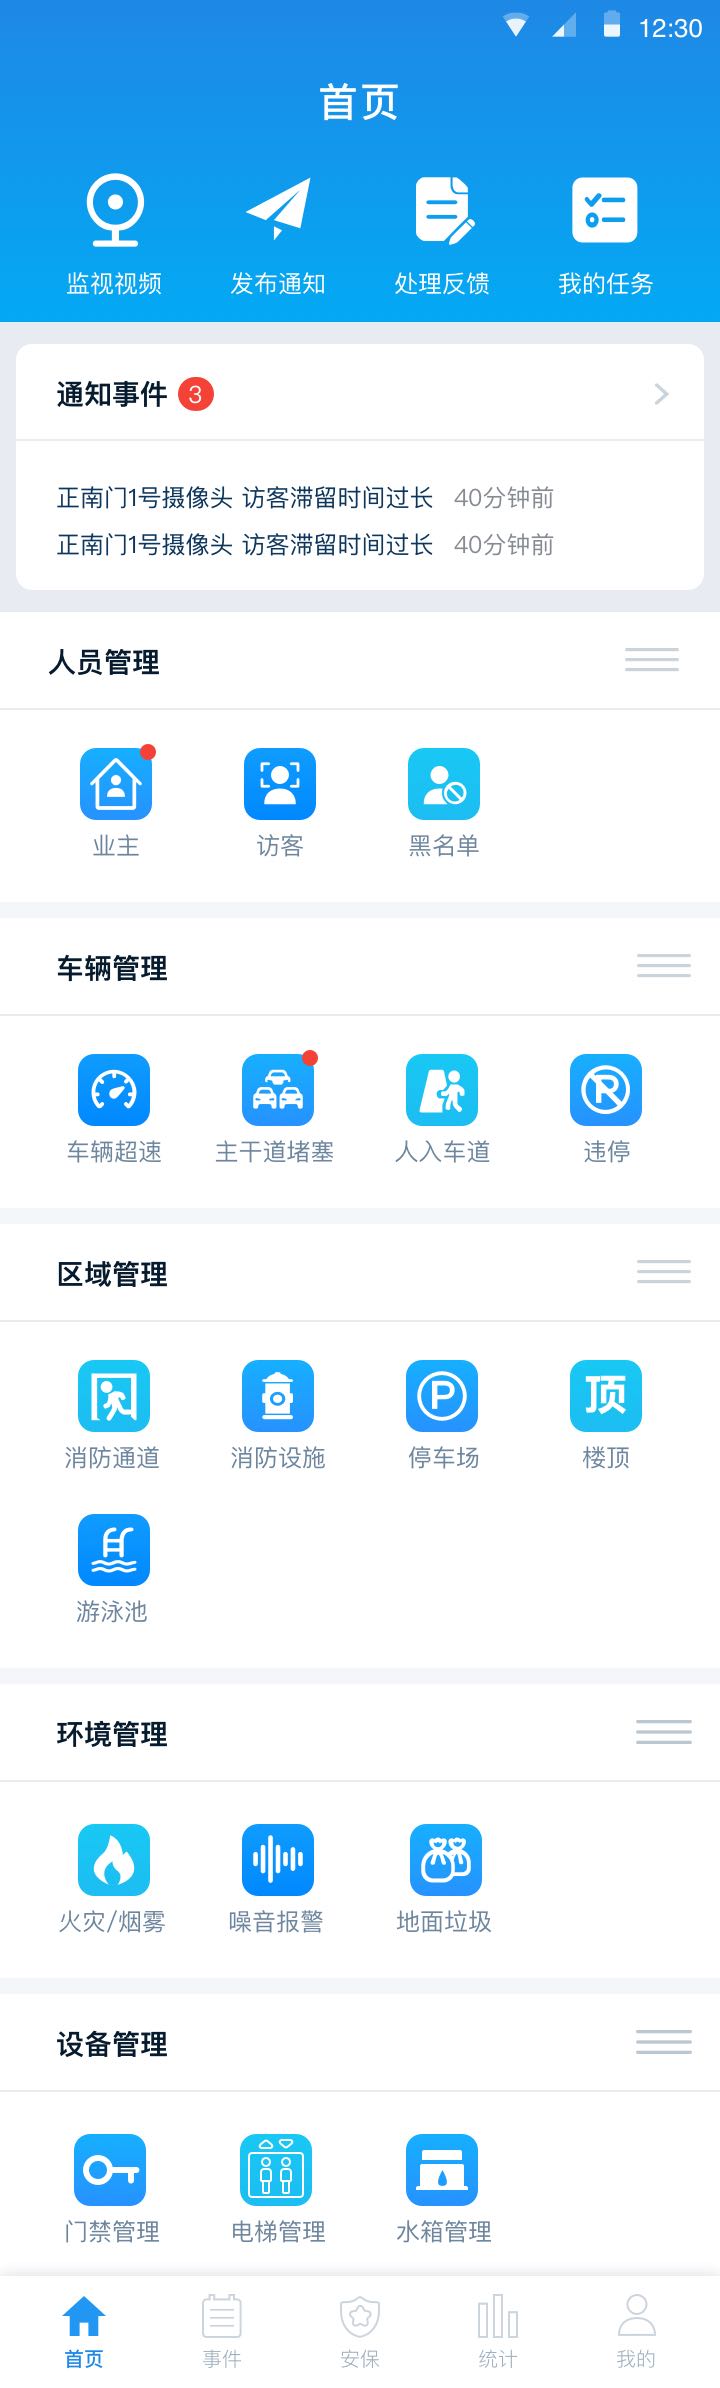 12:30
首页
监视视频 发布通知 处理反馈 我的任务
通知事件 3
正南门1号摄像头 访客滞留时间过长 40分钟前
正南门1号摄像头 访客滞留时间过长 40分钟前
人员管理
业主 访客 黑名单
车辆管理
车辆超速 主干道堵塞 人入车道 违停
区域管理
P 顶
消防通道 消防设施 停车场 楼顶
游泳池
环境管理
火灾/烟雾 噪音报警 地面垃圾
设备管理
门禁管理 电梯管理 水箱管理
首页 事件 安保 统计 我的